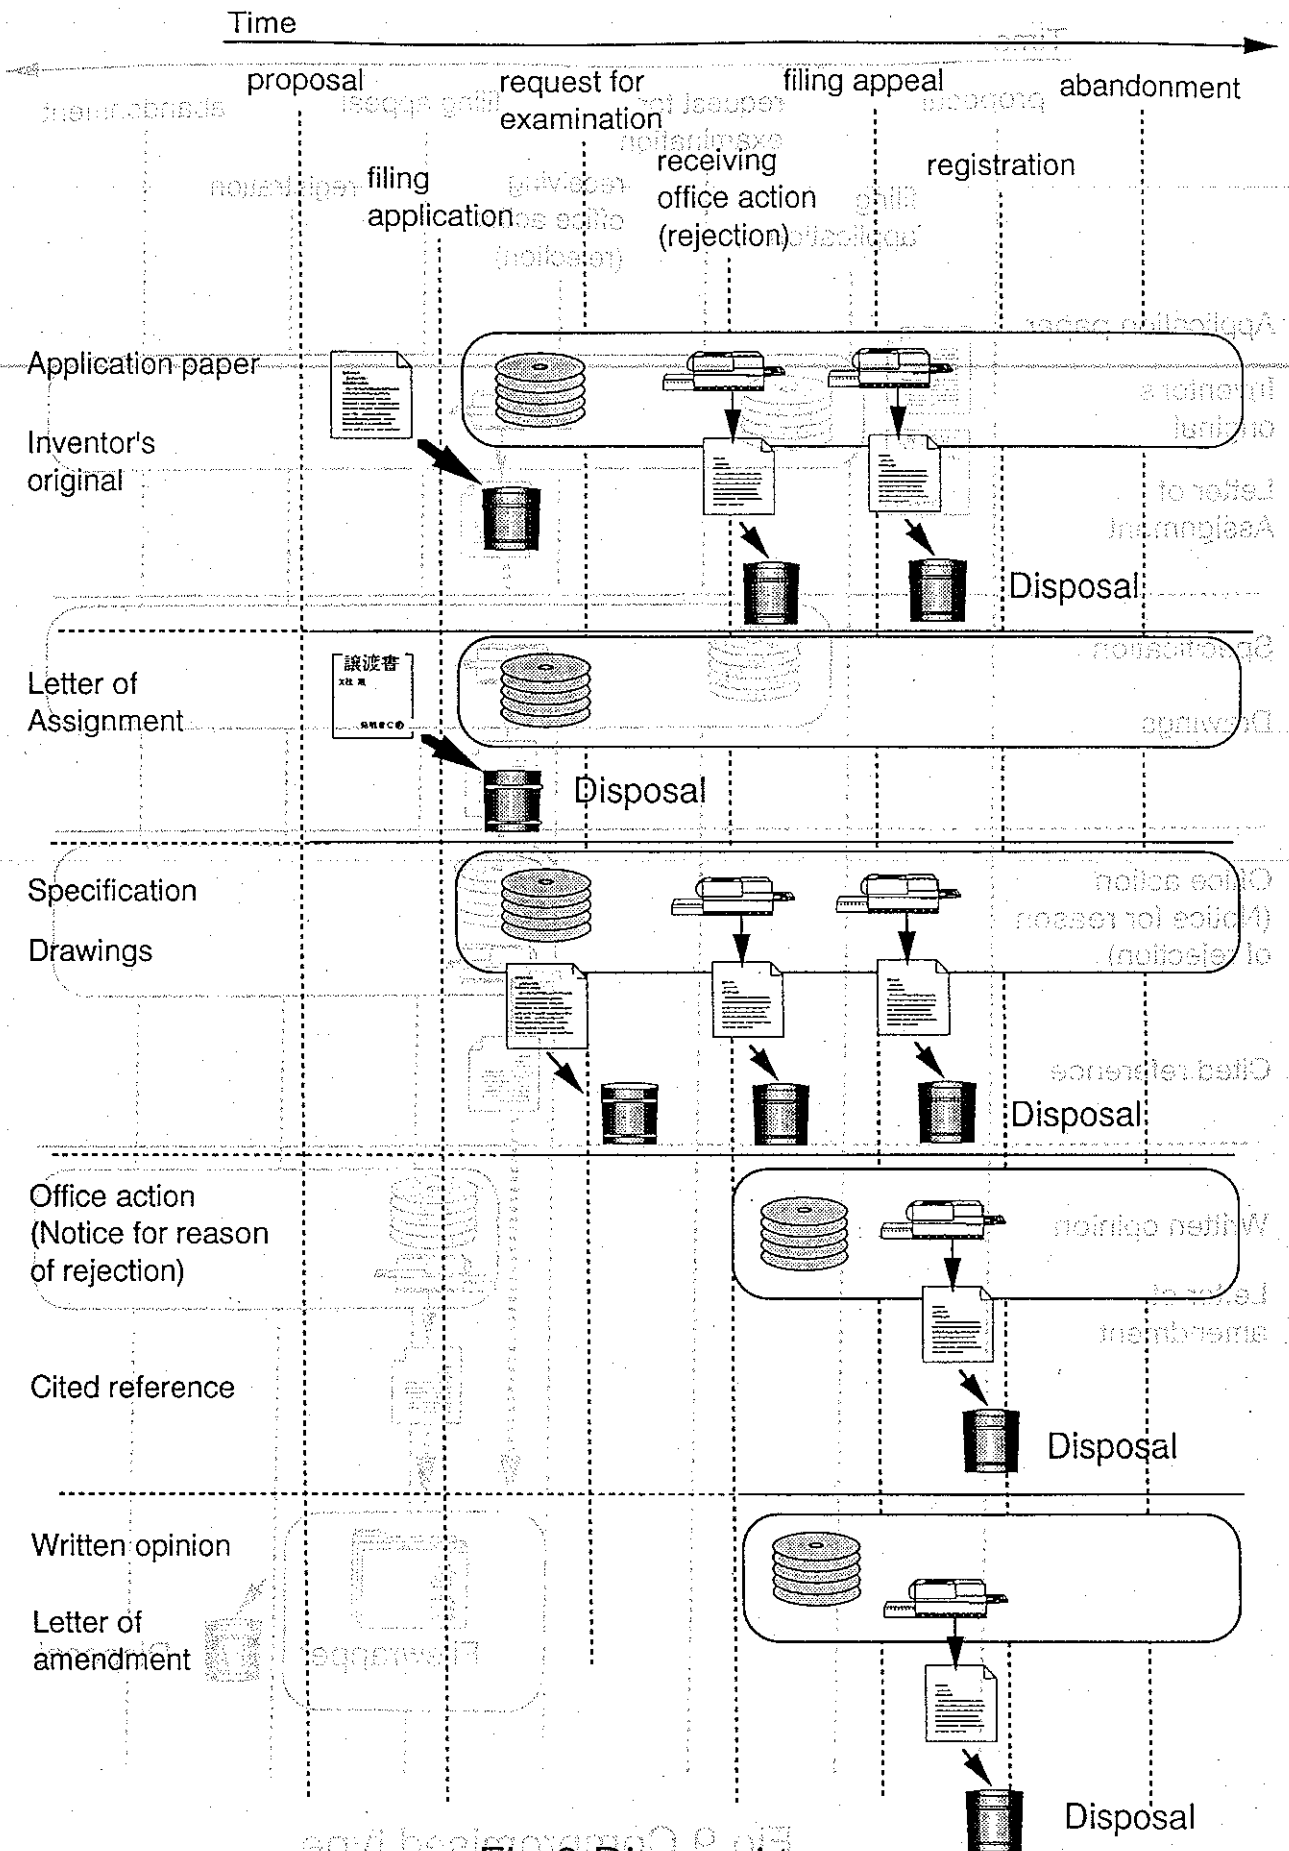 Time
proposal
request for
examination
filing appeal
abandonment
filing
application
receiving
office action
(rejection)
registration
Application paper
Inventor's
original
Disposal
Letter of
Assignment
譲渡書
Disposal
Specification
Drawings
Disposal
Office action
(Notice for reason
of rejection)
Cited reference
Disposal
Written opinion
Letter of
amendment
Disposal